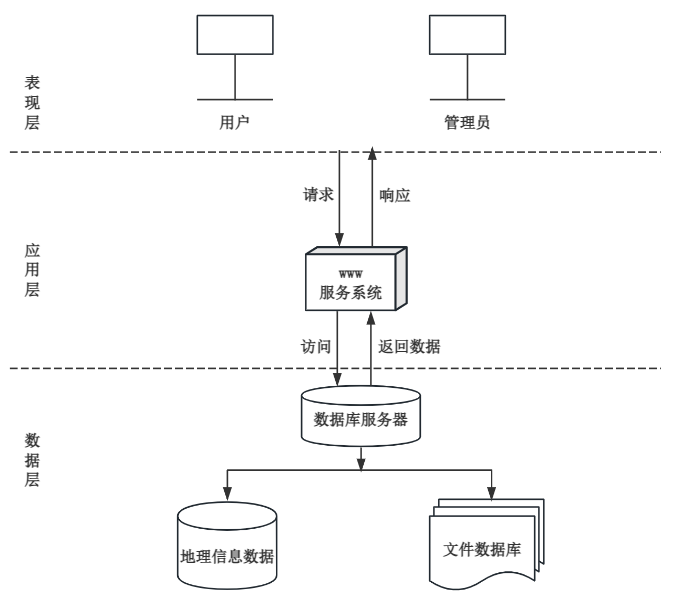 表现层
用户
管理员
请求
响应
应用层
WWW
服务系统
访问
返回数据
数据库服务器
数据层
地理信息数据
文件数据库